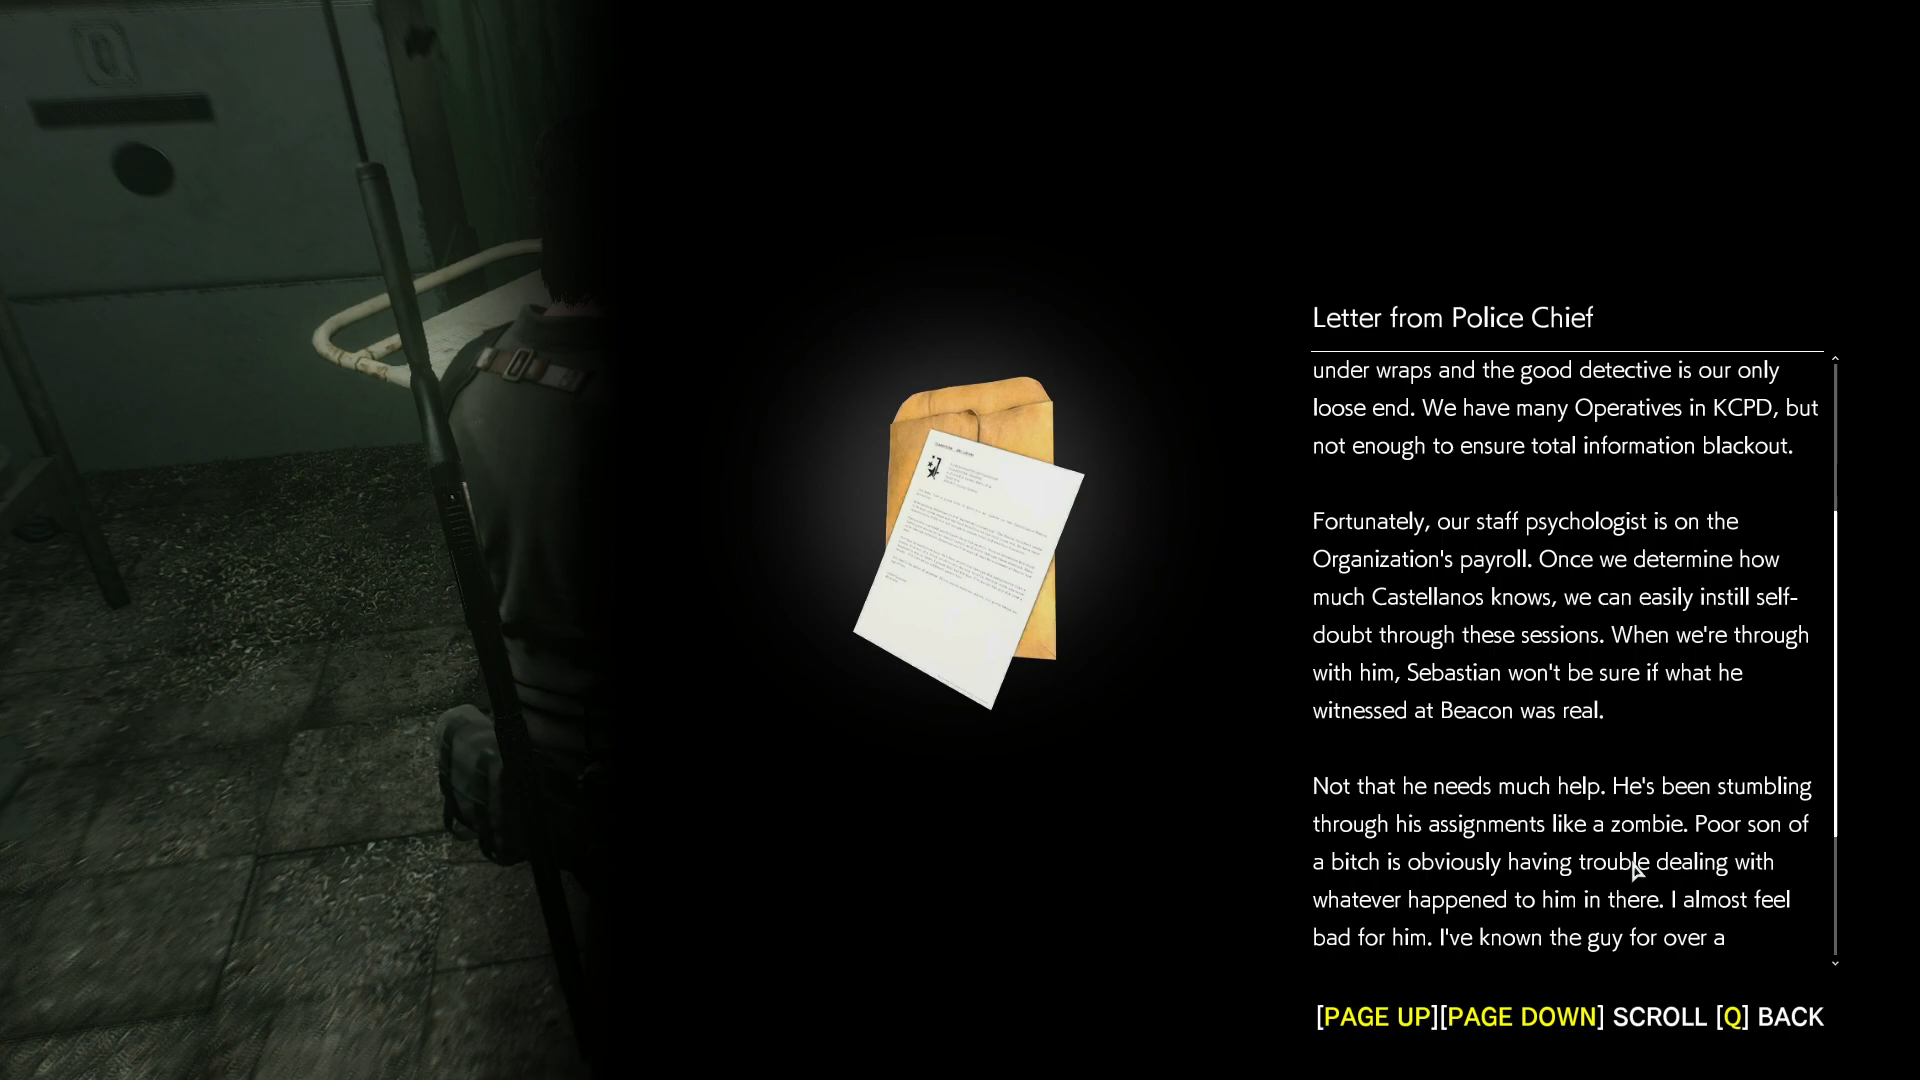 Letter from Police Chief
under wraps and the good detective is our only
loose end. We have many Operatives in KCPD, but
not enough to ensure total information blackout.
Fortunately, our staff psychologist is on the
Organization's payroll. Once we determine how
much Castellanos knows, we can easily instill self-
doubt through these sessions. When we're through
with him, Sebastian won't be sure if what he
witnessed at Beacon was real.
Not that he needs much help. He's been stumbling
through his assignments like a zombie. Poor son of
a bitch is obviously having trouble dealing with
whatever happened to him in there. I almost feel
bad for him. I've known the guy for over a
[PAGE UP][PAGE DOWN] SCROLL [Q] BACK